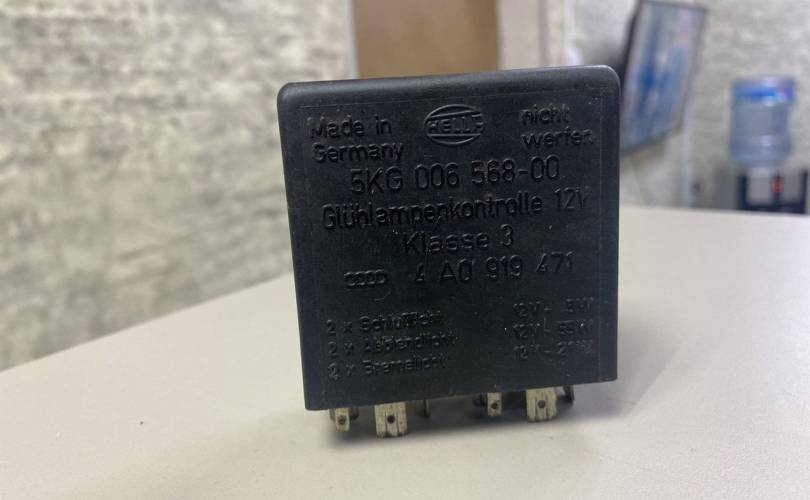 Made in
Germany
HELLA
nicht
werfen
5KG 006 568-00
Glühlampenkontrolle 12V
Klasse 3
4 A0 919 471
2 x Schlußlicht 12V - 5W
2 x Abblendlicht 12V - 55W
2 x Bremslicht 12V - 21W